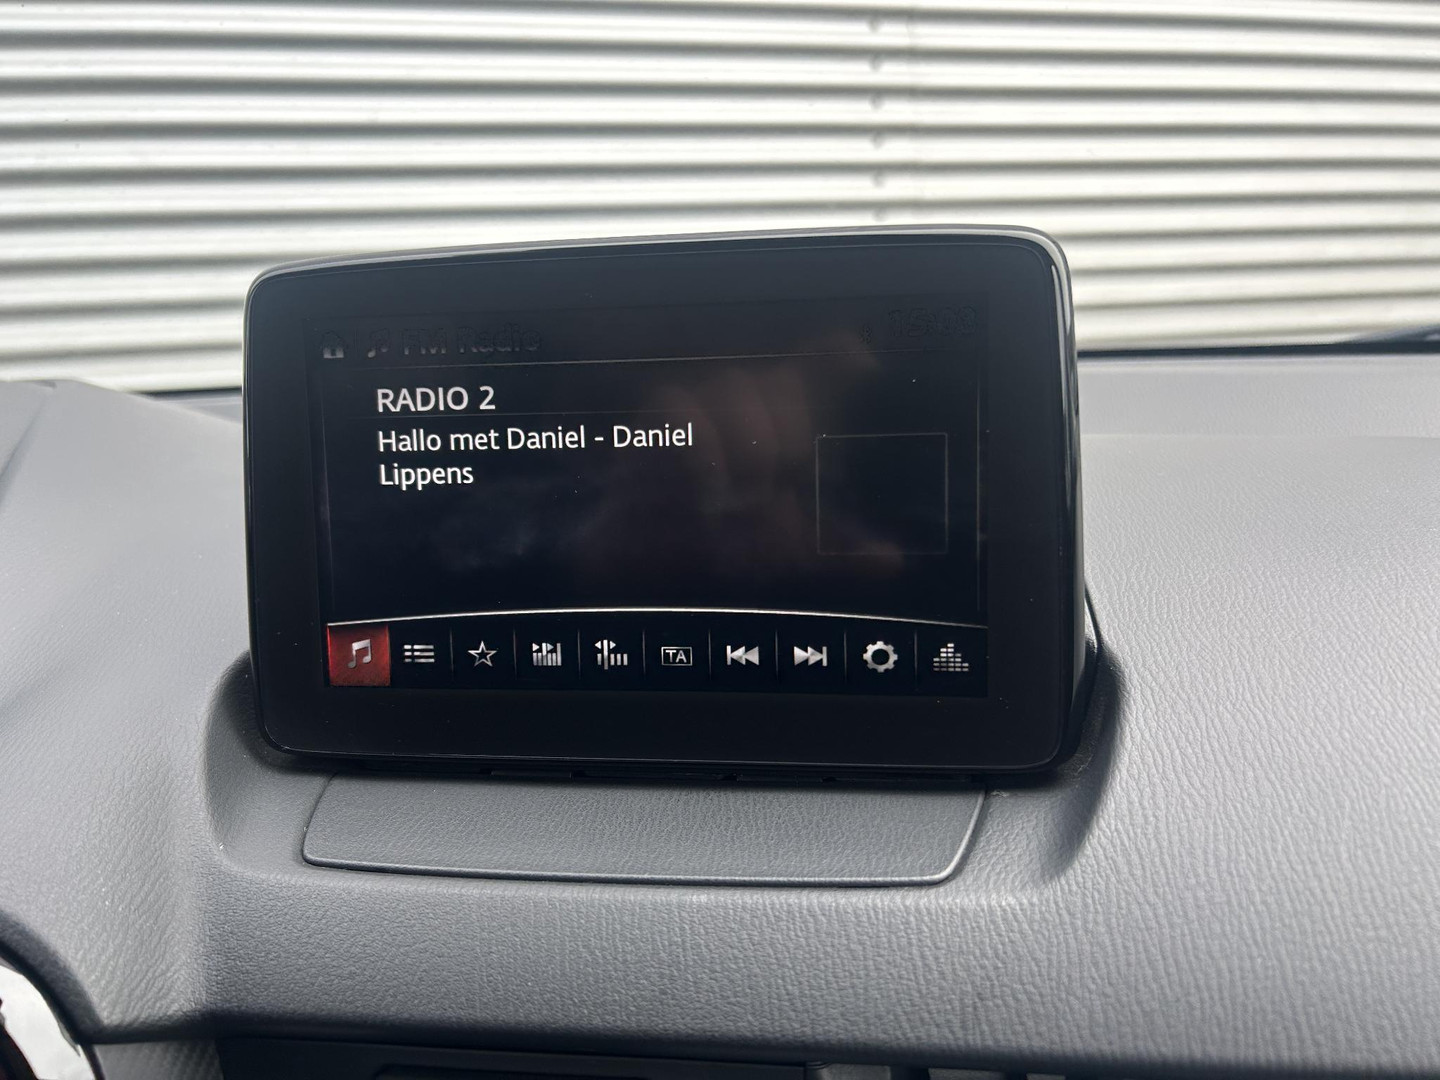 FM Radio
RADIO 2
Hallo met Daniel - Daniel
Lippens
TA